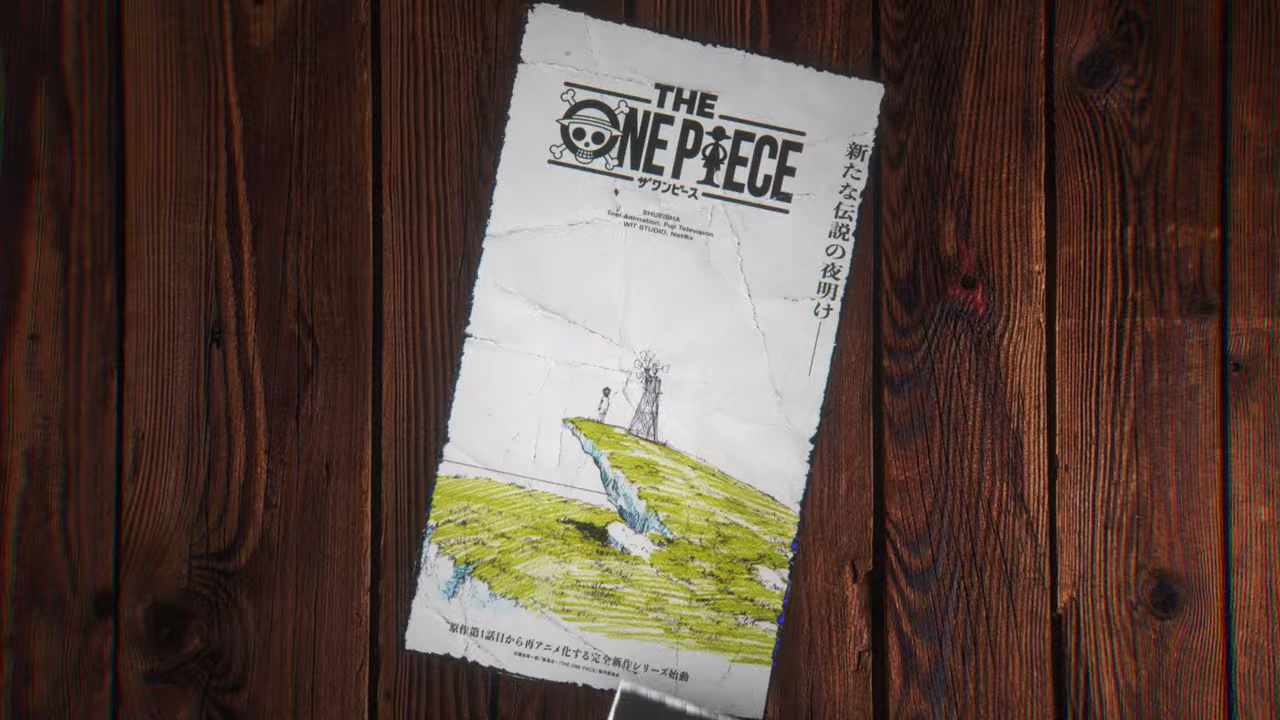 THE
ONE PIECE
ザワンピース
SHUEISHA
Toei Animation, Fuji Television
WIT STUDIO, Netflix
新たな伝説の夜明け──
原作第1話目から再アニメ化する完全新作シリーズ始動